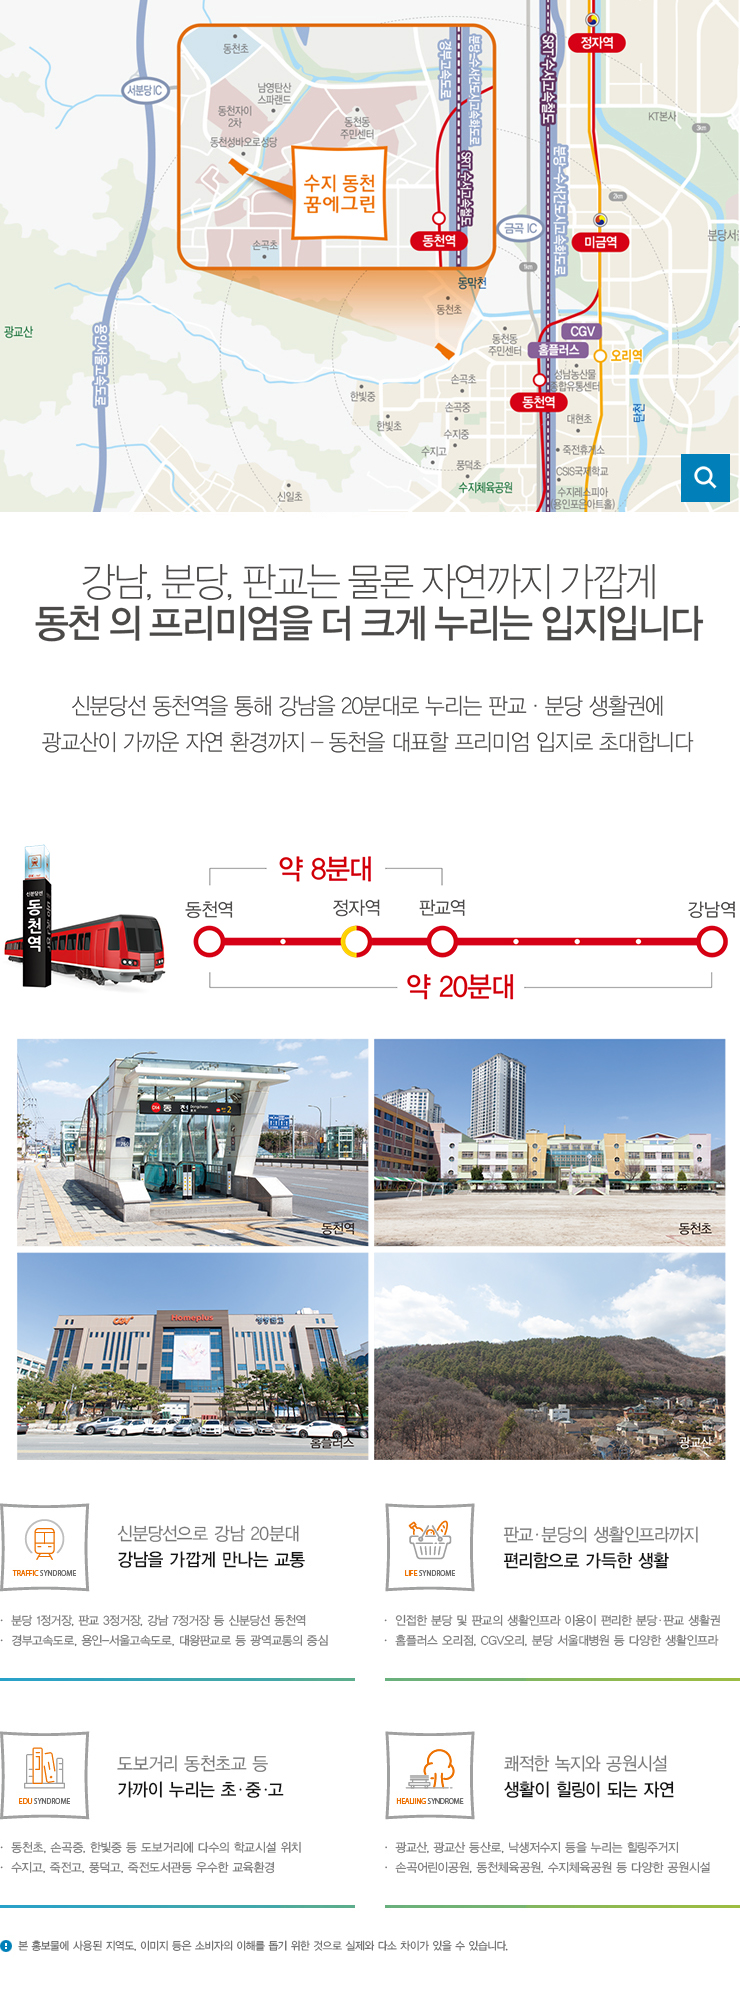 동천초
서분당 IC
남영탄산
스파랜드
동천자이
2차
동천동
주민센터
동천성바오로성당
수지 동천
꿈에그린
손곡초
경부고속도로
분당~수서간도시고속화도로
SRT 수서고속철도
동천역
SRT 수서고속철도
분당~수서간도시고속화도로
정자역
KT본사
3km
2km
1km
금곡 IC
미금역
분당서
동막천
동천초
광교산
용인서울고속도로
동천동
주민센터
CGV
홈플러스
오리역
성남농산물
종합유통센터
동천역
한빛중
손곡초
손곡중
한빛초
수지중
수지고
풍덕초
수지체육공원
신일초
대현초
탄천
죽전휴게소
CSIS국제학교
수지레스피아
(용인포은아트홀)
강남, 분당, 판교는 물론 자연까지 가깝게
동천 의 프리미엄을 더 크게 누리는 입지입니다
신분당선 동천역을 통해 강남을 20분대로 누리는 판교 · 분당 생활권에
광교산이 가까운 자연 환경까지 – 동천을 대표할 프리미엄 입지로 초대합니다
신분당선
동천역
약 8분대
동천역
정자역
판교역
강남역
약 20분대
동천
Dongcheon
2
동천역
동천초
CGV
Homeplus
홈플러스
광교산
TRAFFIC SYNDROME
신분당선으로 강남 20분대
강남을 가깝게 만나는 교통
· 분당 1정거장, 판교 3정거장, 강남 7정거장 등 신분당선 동천역
· 경부고속도로, 용인–서울고속도로, 대왕판교로 등 광역교통의 중심
LIFE SYNDROME
판교·분당의 생활인프라까지
편리함으로 가득한 생활
· 인접한 분당 및 판교의 생활인프라 이용이 편리한 분당·판교 생활권
· 홈플러스 오리점, CGV오리, 분당 서울대병원 등 다양한 생활인프라
EDU SYNDROME
도보거리 동천초교 등
가까이 누리는 초·중·고
· 동천초, 손곡중, 한빛중 등 도보거리에 다수의 학교시설 위치
· 수지고, 죽전고, 풍덕고, 죽전도서관등 우수한 교육환경
HEALIING SYNDROME
쾌적한 녹지와 공원시설
생활이 힐링이 되는 자연
· 광교산, 광교산 등산로, 낙생저수지 등을 누리는 힐링주거지
· 손곡어린이공원, 동천체육공원, 수지체육공원 등 다양한 공원시설
본 홍보물에 사용된 지역도, 이미지 등은 소비자의 이해를 돕기 위한 것으로 실제와 다소 차이가 있을 수 있습니다.